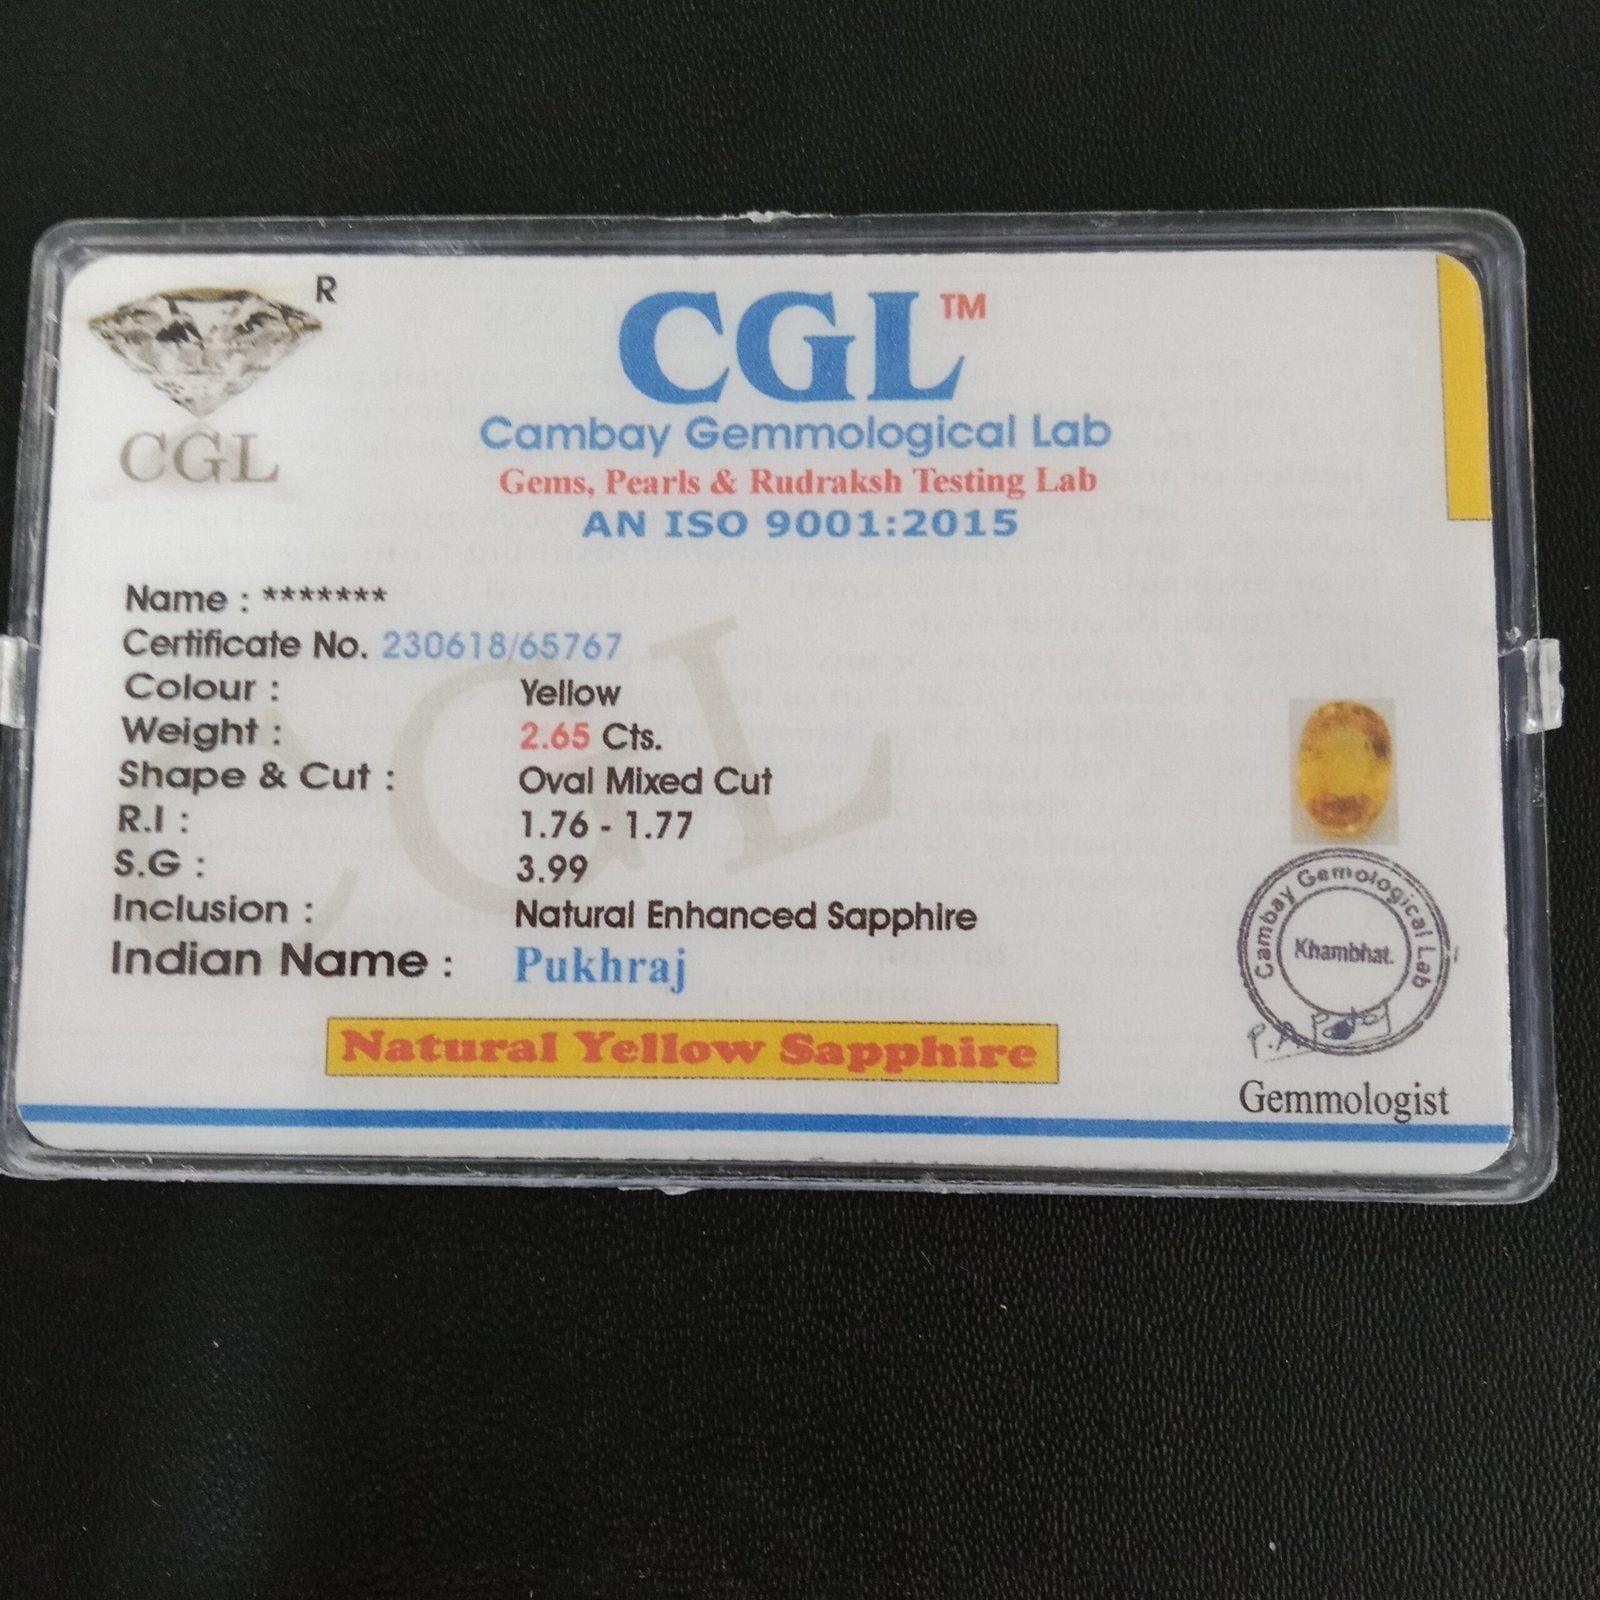 R
CGL
CGL™
Cambay Gemmological Lab
Gems, Pearls & Rudraksh Testing Lab
AN ISO 9001:2015
Name : *******
Certificate No. 230618/65767
Colour : Yellow
Weight : 2.65 Cts.
Shape & Cut : Oval Mixed Cut
R.I : 1.76 - 1.77
S.G : 3.99
Inclusion : Natural Enhanced Sapphire
Indian Name : Pukhraj
Natural Yellow Sapphire
Cambay Gemological Lab
Khambhat.
Gemmologist